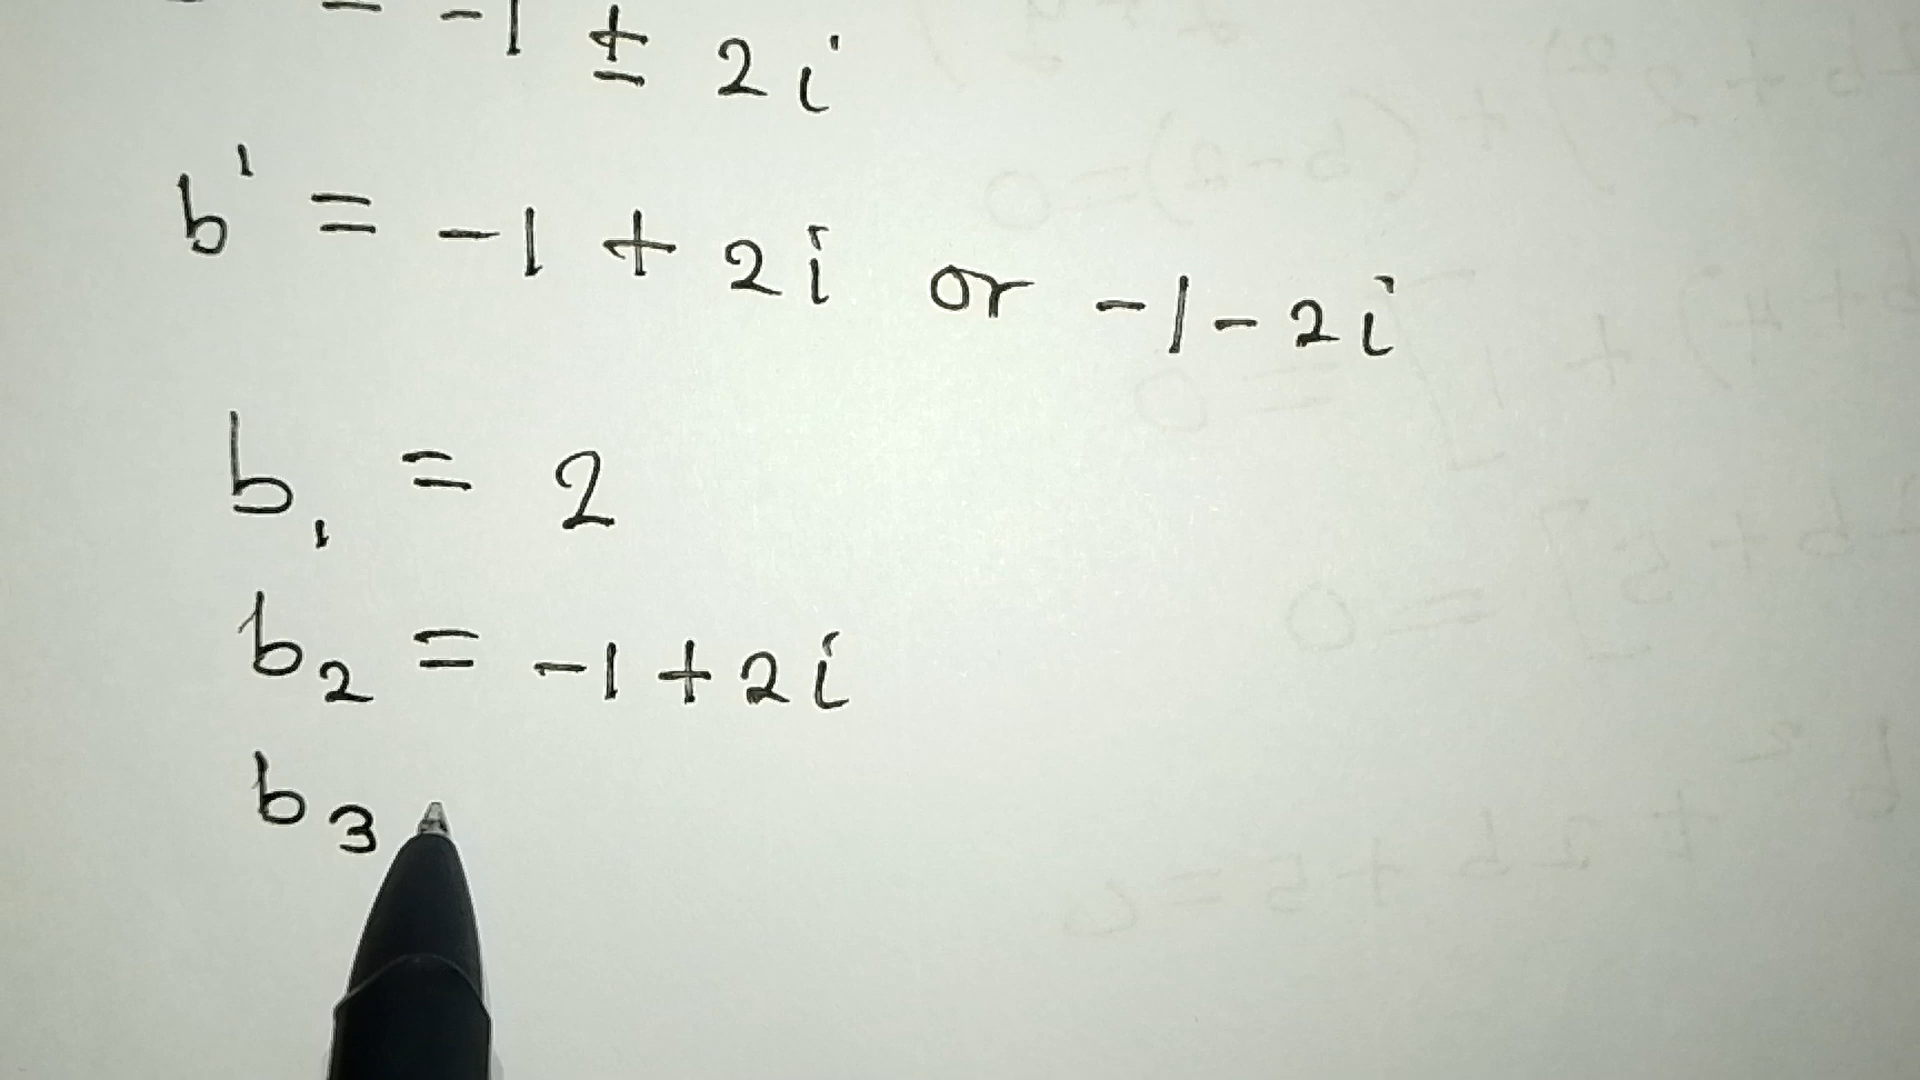 = -1 ± 2i
b' = -1 + 2i or -1 - 2i
b₁ = 2
b₂ = -1 + 2i
b₃